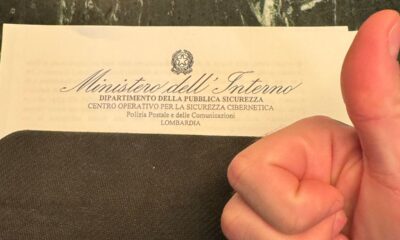 Ministero dell'Interno
DIPARTIMENTO DELLA PUBBLICA SICUREZZA
CENTRO OPERATIVO PER LA SICUREZZA CIBERNETICA
Polizia Postale e delle Comunicazioni
LOMBARDIA